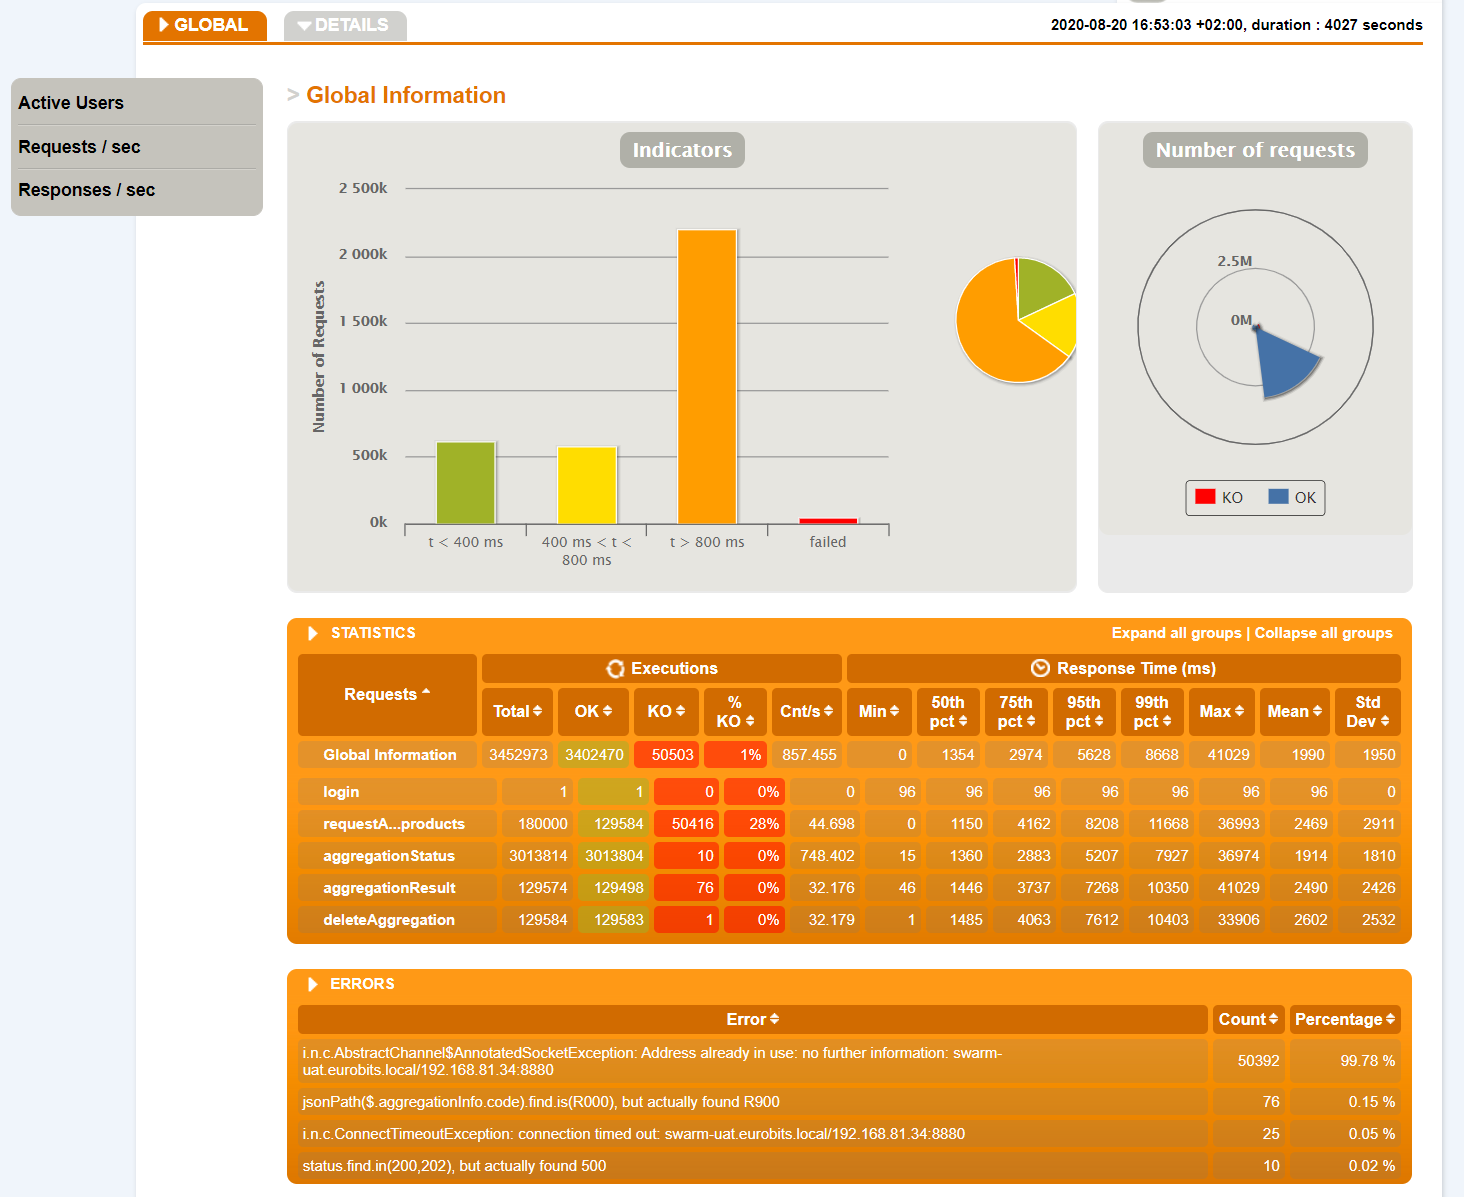 GLOBAL
DETAILS
2020-08-20 16:53:03 +02:00, duration : 4027 seconds
Active Users
Requests / sec
Responses / sec
> Global Information
Indicators
Number of Requests
2 500k
2 000k
1 500k
1 000k
500k
0k
t < 400 ms
400 ms < t <
800 ms
t > 800 ms
failed
Number of requests
2.5M
0M
KO
OK
STATISTICS
Expand all groups | Collapse all groups
Requests
Executions
Response Time (ms)
Total OK KO % KO Cnt/s Min 50th pct 75th pct 95th pct 99th pct Max Mean Std Dev
Global Information 3452973 3402470 50503 1% 857.455 0 1354 2974 5628 8668 41029 1990 1950
login 1 1 0 0% 0 96 96 96 96 96 96 96 0
requestA...products 180000 129584 50416 28% 44.698 0 1150 4162 8208 11668 36993 2469 2911
aggregationStatus 3013814 3013804 10 0% 748.402 15 1360 2883 5207 7927 36974 1914 1810
aggregationResult 129574 129498 76 0% 32.176 46 1446 3737 7268 10350 41029 2490 2426
deleteAggregation 129584 129583 1 0% 32.179 1 1485 4063 7612 10403 33906 2602 2532
ERRORS
Error Count Percentage
i.n.c.AbstractChannel$AnnotatedSocketException: Address already in use: no further information: swarm-
uat.eurobits.local/192.168.81.34:8880 50392 99.78 %
jsonPath($.aggregationInfo.code).find.is(R000), but actually found R900 76 0.15 %
i.n.c.ConnectTimeoutException: connection timed out: swarm-uat.eurobits.local/192.168.81.34:8880 25 0.05 %
status.find.in(200,202), but actually found 500 10 0.02 %